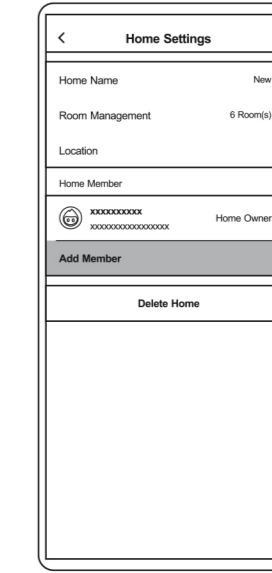 < Home Settings
Home Name New
Room Management 6 Room(s)
Location
Home Member
xxxxxxxxxx
xxxxxxxxxxxxxxxxx Home Owner
Add Member
Delete Home